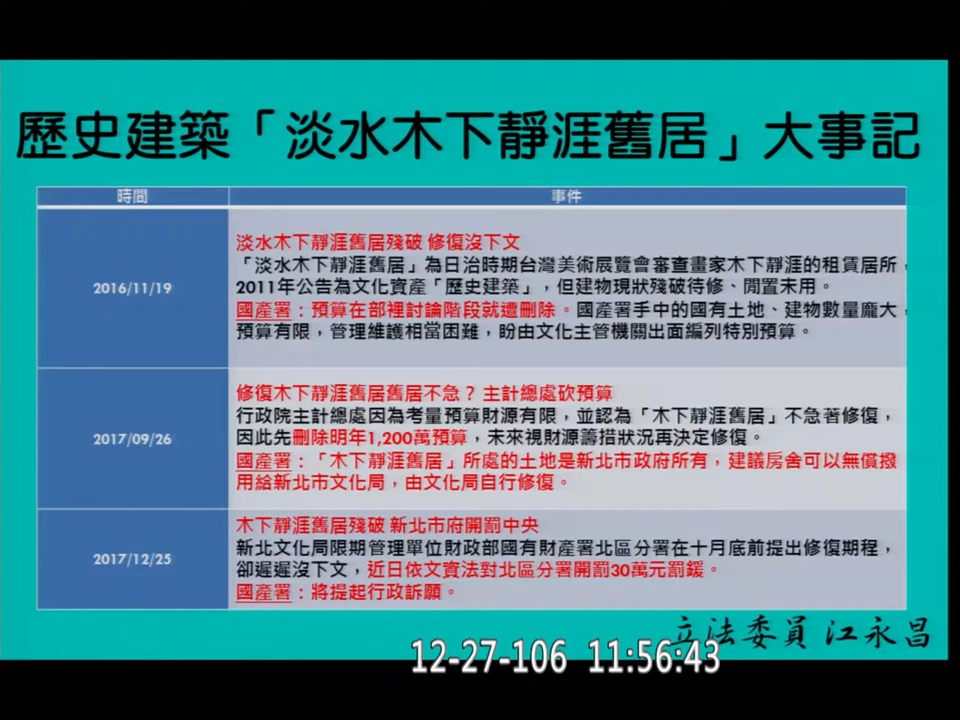 歷史建築「淡水木下靜涯舊居」大事記
時間
事件
2016/11/19
淡水木下靜涯舊居殘破 修復沒下文
「淡水木下靜涯舊居」為日治時期台灣美術展覽會審查畫家木下靜涯的租賃居所，
2011年公告為文化資產「歷史建築」，但建物現狀殘破待修、閒置未用。
國產署：預算在部裡討論階段就遭刪除。國產署手中的國有土地、建物數量龐大，
預算有限，管理維護相當困難，盼由文化主管機關出面編列特別預算。
2017/09/26
修復木下靜涯舊居舊居不急？ 主計總處砍預算
行政院主計總處因為考量預算財源有限，並認為「木下靜涯舊居」不急著修復，
因此先刪除明年1,200萬預算，未來視財源籌措狀況再決定修復。
國產署：「木下靜涯舊居」所處的土地是新北市政府所有，建議房舍可以無償撥
用給新北市文化局，由文化局自行修復。
2017/12/25
木下靜涯舊居殘破 新北市府開罰中央
新北文化局限期管理單位財政部國有財產署北區分署在十月底前提出修復期程，
卻遲遲沒下文，近日依文資法對北區分署開罰30萬元罰鍰。
國產署：將提起行政訴願。
立法委員 江永昌
12-27-106 11:56:43